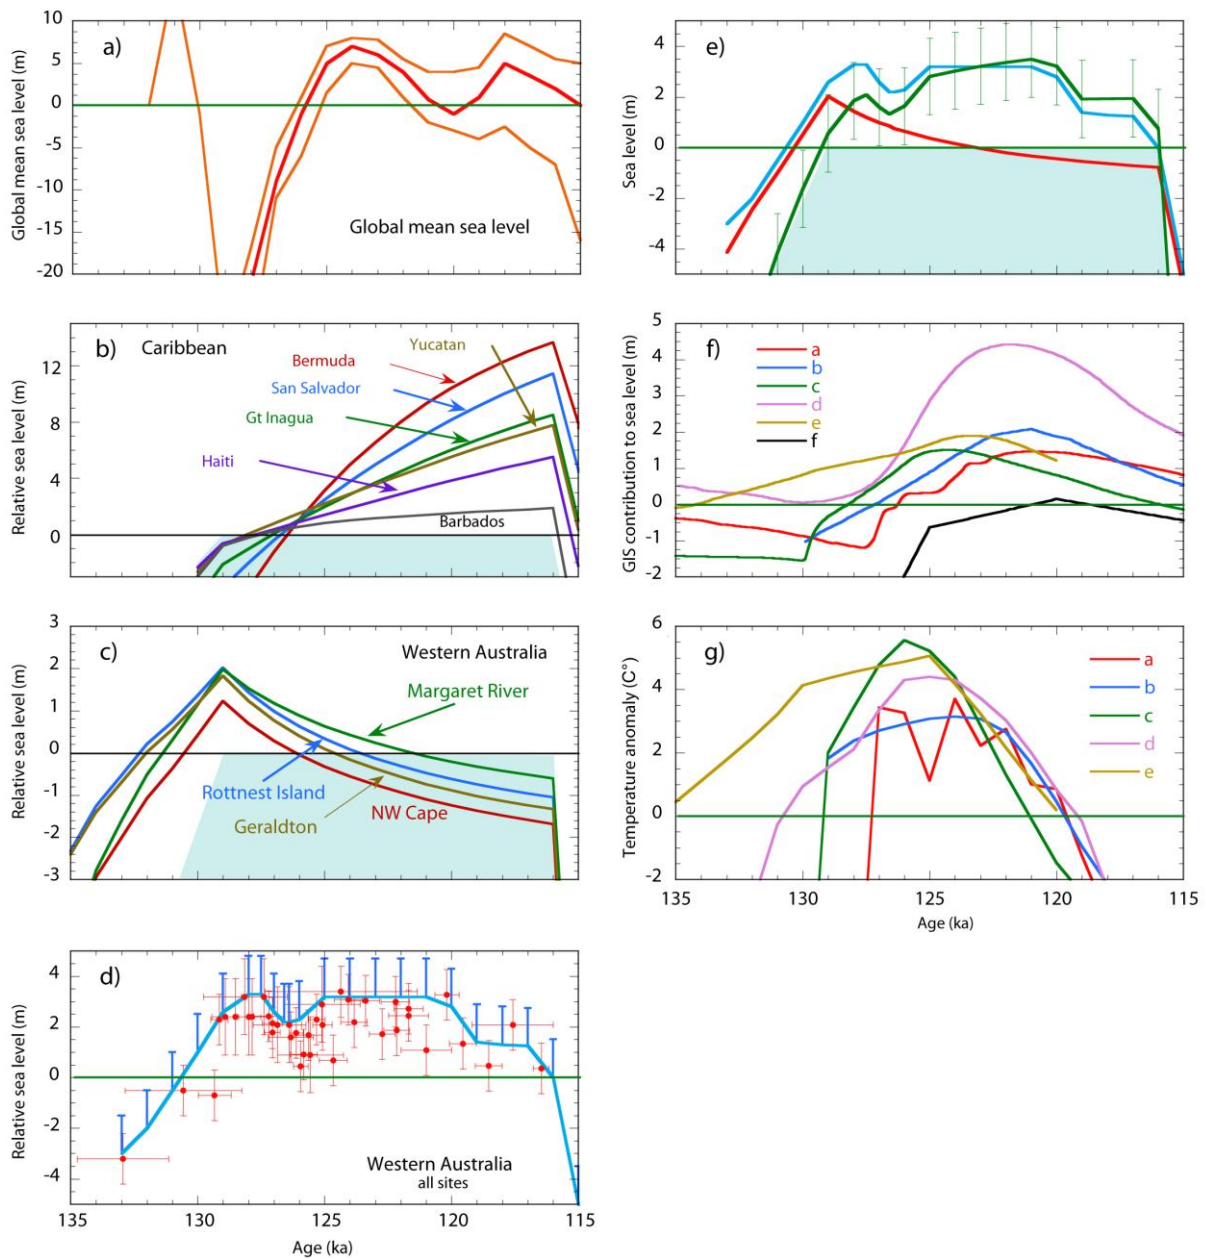 a)
Global mean sea level (m)
10
5
0
-5
-10
-15
-20
Global mean sea level
b)
Caribbean
Yucatan
Bermuda
San Salvador
Gt Inagua
Haiti
Barbados
Relative sea level (m)
12
8
4
0
c)
Western Australia
Margaret River
Rottnest Island
Geraldton
NW Cape
Relative sea level (m)
3
2
1
0
-1
-2
-3
135
130
125
120
115
d)
Relative sea level (m)
4
2
0
-2
-4
Western Australia
all sites
135
130
125
120
115
Age (ka)
e)
Sea level (m)
4
2
0
-2
-4
f)
GIS contribution to sea level (m)
5
4
3
2
1
0
-1
-2
a
b
c
d
e
f
g)
Temperature anomaly (C°)
6
4
2
0
-2
a
b
c
d
e
135
130
125
120
115
Age (ka)